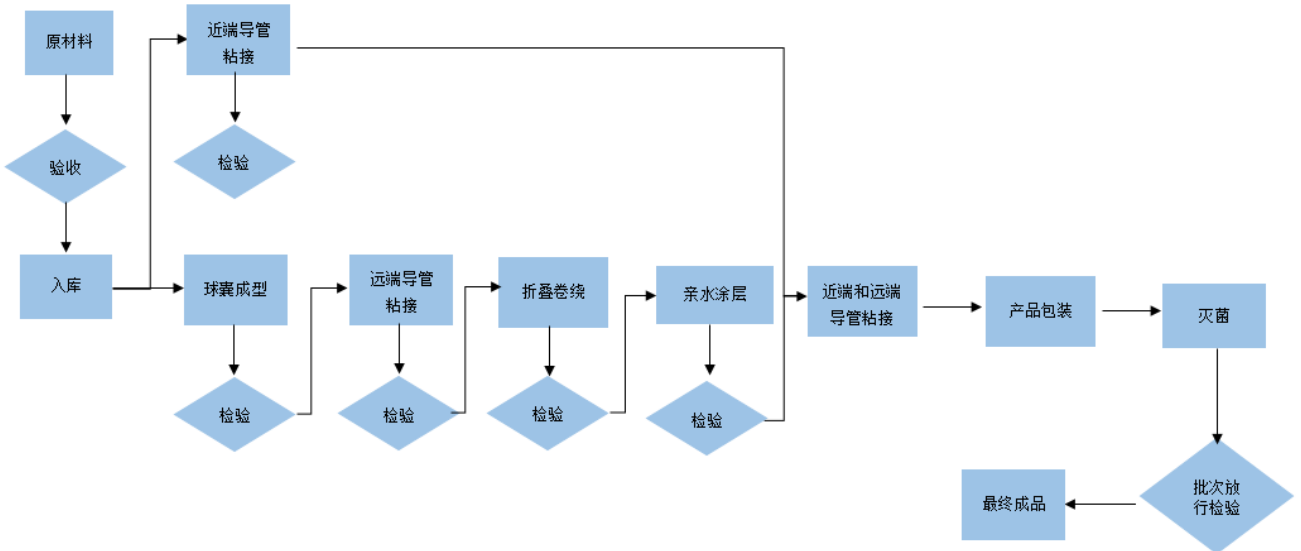 原材料
近端导管
粘接
验收
检验
入库
球囊成型
远端导管
粘接
折叠卷绕
亲水涂层
近端和远端
导管粘接
产品包装
灭菌
检验
检验
检验
检验
最终成品
批次放
行检验